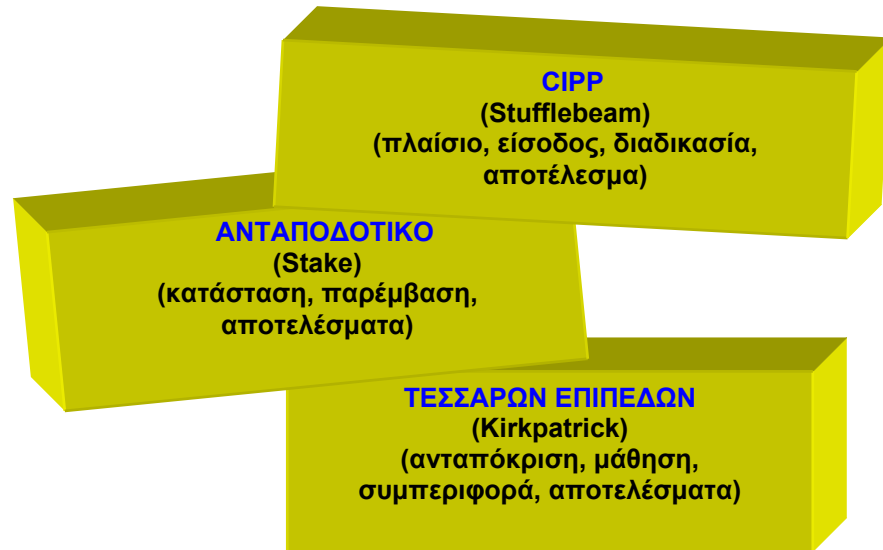 CIPP
(Stufflebeam)
(πλαίσιο, είσοδος, διαδικασία,
αποτέλεσμα)
ΑΝΤΑΠΟΔΟΤΙΚΟ
(Stake)
(κατάσταση, παρέμβαση,
αποτελέσματα)
ΤΕΣΣΑΡΩΝ ΕΠΙΠΕΔΩΝ
(Kirkpatrick)
(ανταπόκριση, μάθηση,
συμπεριφορά, αποτελέσματα)